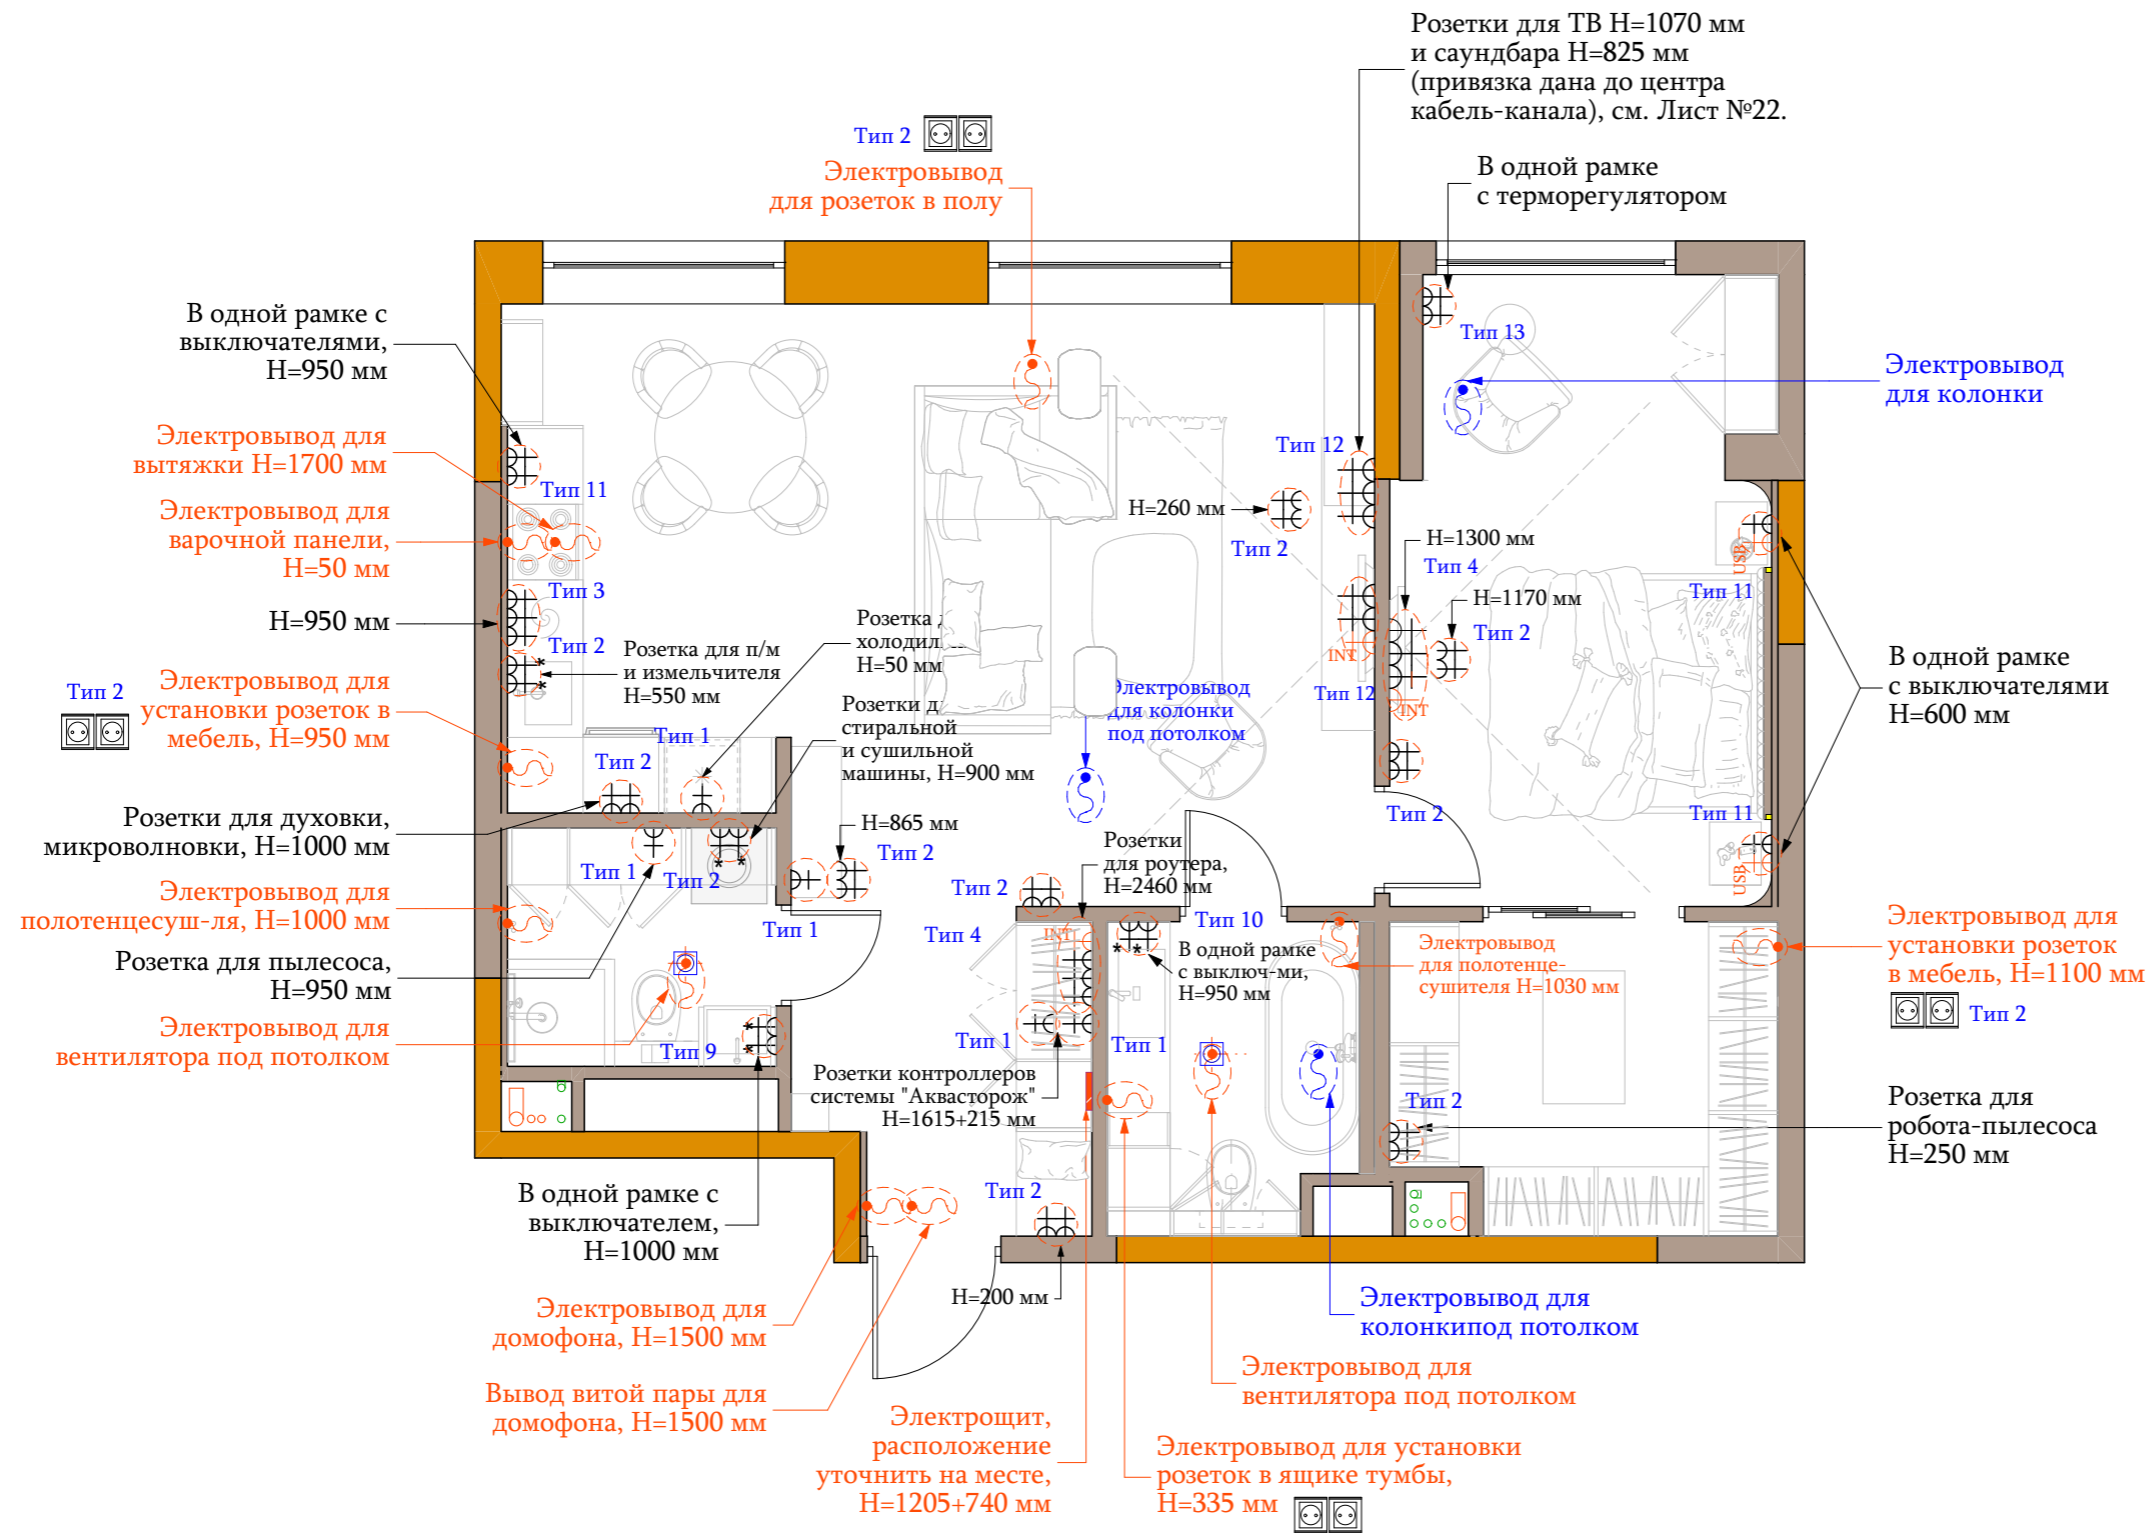 Розетки для ТВ H=1070 мм
и саундбара H=825 мм
(привязка дана до центра
кабель-канала), см. Лист №22.
Тип 2
Электровывод
для розеток в полу
В одной рамке
с терморегулятором
В одной рамке с
выключателями,
H=950 мм
Тип 13
Электровывод
для колонки
Электровывод для
вытяжки H=1700 мм
Тип 11
Тип 12
Электровывод для
варочной панели,
H=50 мм
H=260 мм
Тип 2
H=1300 мм
Тип 4
USB
Тип 11
Тип 3
H=950 мм
H=1170 мм
Тип 2
Тип 2
Розетка для п/м
и измельчителя
H=550 мм
Розетка
H=50 мм
INT
Тип 12
INT
В одной рамке
с выключателями
H=600 мм
Тип 2
Электровывод для
установки розеток в
мебель, H=950 мм
Тип 1
Тип 2
Розетки
стиральной
и сушильной
машины, H=900 мм
Электровывод
для колонки
под потолком
Тип 2
Тип 11
Розетки для духовки,
микроволновки, H=1000 мм
H=865 мм
Тип 2
Розетки
для роутера,
H=2460 мм
USB
Тип 1
Тип 2
Тип 2
Электровывод для
полотенцесуш-ля, H=1000 мм
Тип 1
Тип 4
INT
Тип 10
В одной рамке
с выключ-ми,
H=950 мм
Электровывод
для полотенце-
сушителя H=1030 мм
Электровывод для
установки розеток
в мебель, H=1100 мм
Тип 2
Розетка для пылесоса,
H=950 мм
Электровывод для
вентилятора под потолком
Тип 9
Тип 1
Тип 1
Розетки контроллеров
системы "Аквасторож"
H=1615+215 мм
Тип 2
Розетка для
робота-пылесоса
H=250 мм
В одной рамке с
выключателем,
H=1000 мм
Тип 2
H=200 мм
Электровывод для
домофона, H=1500 мм
Электровывод для
колонкипод потолком
Вывод витой пары для
домофона, H=1500 мм
Электровывод для
вентилятора под потолком
Электрощит,
расположение
уточнить на месте,
H=1205+740 мм
Электровывод для установки
розеток в ящике тумбы,
H=335 мм